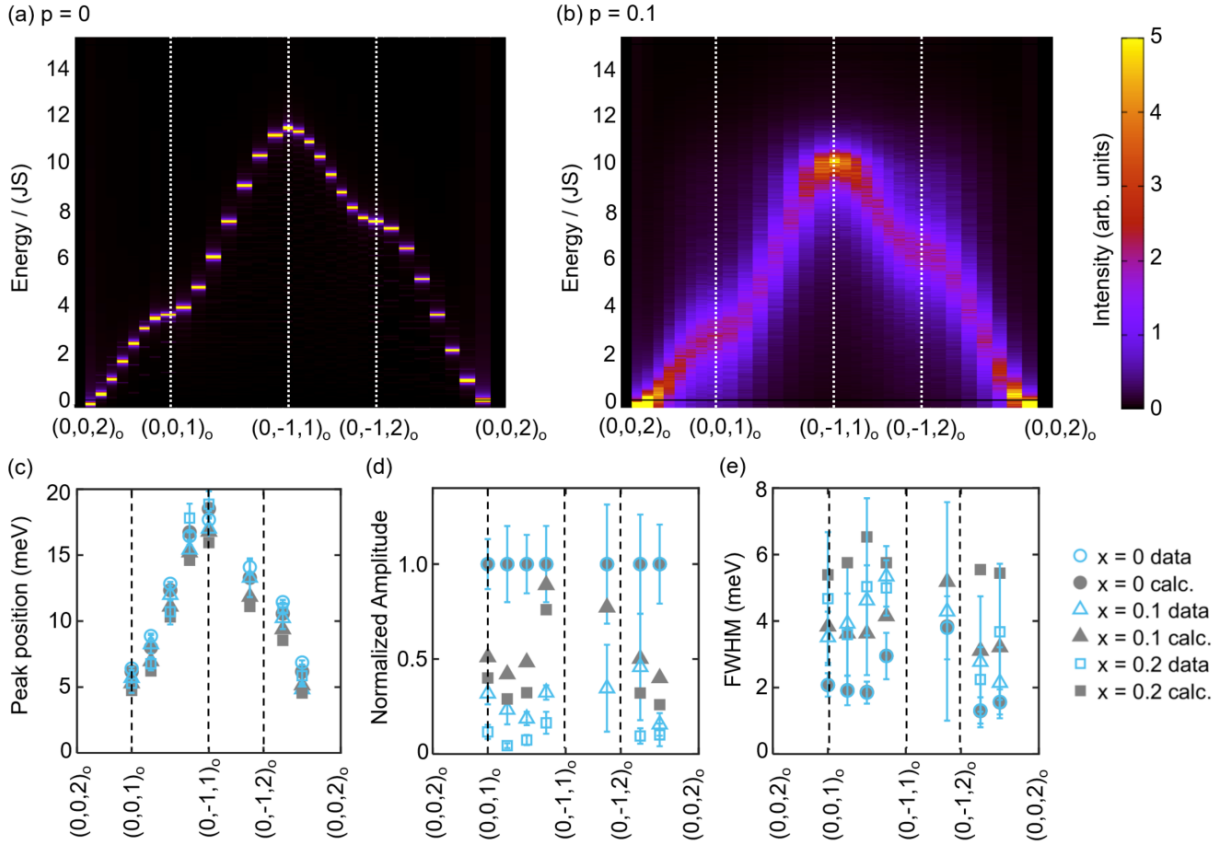 (a) p = 0
(b) p = 0.1
14
12
10
8
6
4
2
0
Energy / (JS)
(0,0,2)o
(0,0,1)o
(0,-1,1)o
(0,-1,2)o
(0,0,2)o
14
12
10
8
6
4
2
0
Energy / (JS)
(0,0,2)o
(0,0,1)o
(0,-1,1)o
(0,-1,2)o
(0,0,2)o
5
4
3
2
1
0
Intensity (arb. units)
(c)
20
15
10
5
0
Peak position (meV)
(0,0,2)o
(0,0,1)o
(0,-1,1)o
(0,-1,2)o
(0,0,2)o
(d)
1.0
0.5
0.0
Normalized Amplitude
(0,0,2)o
(0,0,1)o
(0,-1,1)o
(0,-1,2)o
(0,0,2)o
(e)
8
6
4
2
0
FWHM (meV)
(0,0,2)o
(0,0,1)o
(0,-1,1)o
(0,-1,2)o
(0,0,2)o
x = 0 data
x = 0 calc.
x = 0.1 data
x = 0.1 calc.
x = 0.2 data
x = 0.2 calc.